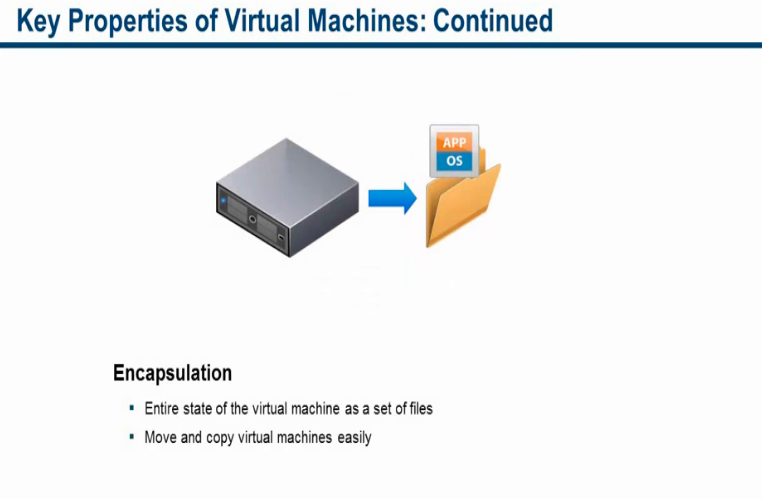 Key Properties of Virtual Machines: Continued
APP
OS
Encapsulation
▪ Entire state of the virtual machine as a set of files
▪ Move and copy virtual machines easily